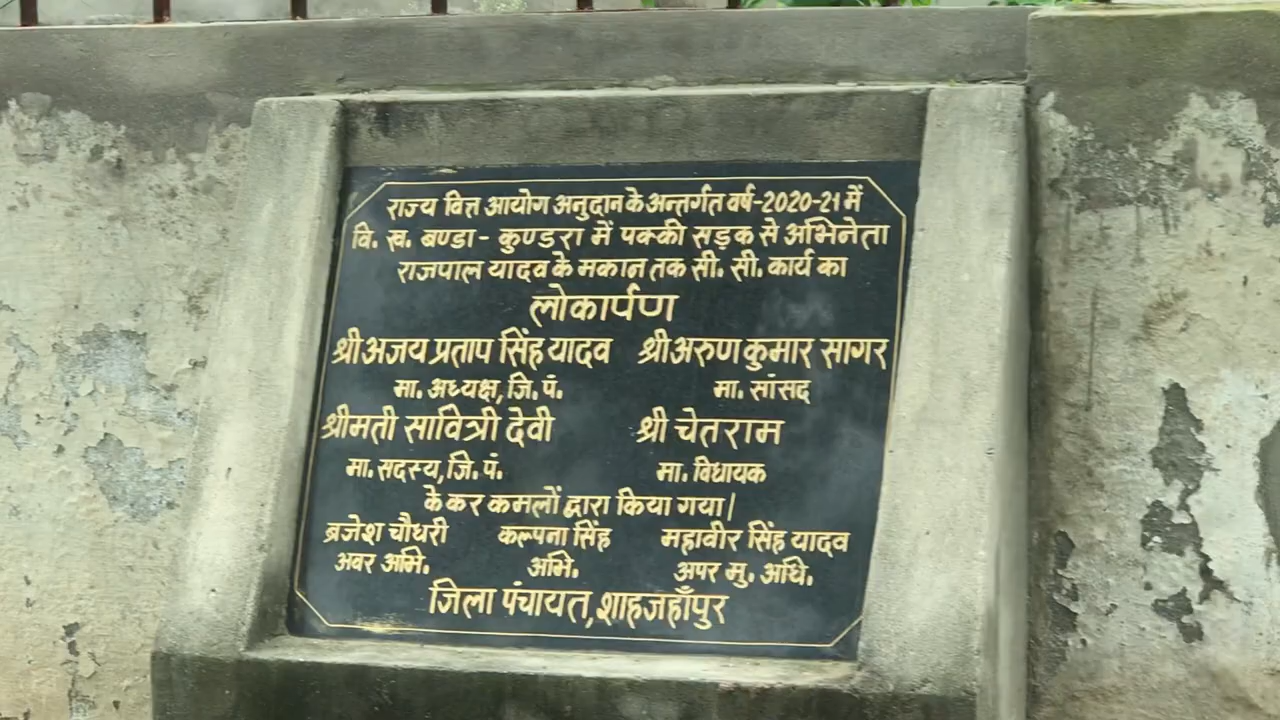 राज्य वित्त आयोग अनुदान के अन्तर्गत वर्ष-2020-21 में
वि. ख. बण्डा - कुण्डरा में पक्की सड़क से अभिनेता
राजपाल यादव के मकान तक सी. सी. कार्य का
लोकार्पण
श्री अजय प्रताप सिंह यादव श्री अरुण कुमार सागर
मा. अध्यक्ष, जि. पं. मा. सांसद
श्रीमती सावित्री देवी श्री चेतराम
मा. सदस्य, जि. पं. मा. विधायक
के कर कमलों द्वारा किया गया।
ब्रजेश चौधरी कल्पना सिंह महावीर सिंह यादव
अवर अभि. अभि. अपर मु. अधि.
जिला पंचायत, शाहजहाँपुर